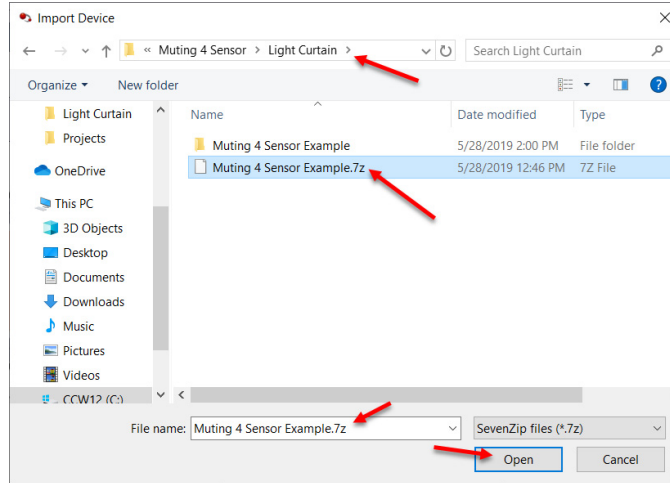 Import Device
« Muting 4 Sensor > Light Curtain >
Search Light Curtain
Organize
New folder
Name
Date modified
Type
Light Curtain
Projects
OneDrive
This PC
3D Objects
Desktop
Documents
Downloads
Music
Pictures
Videos
CCW12 (C:)
Muting 4 Sensor Example 5/28/2019 2:00 PM File folder
Muting 4 Sensor Example.7z 5/28/2019 12:46 PM 7Z File
File name: Muting 4 Sensor Example.7z SevenZip files (*.7z)
Open Cancel